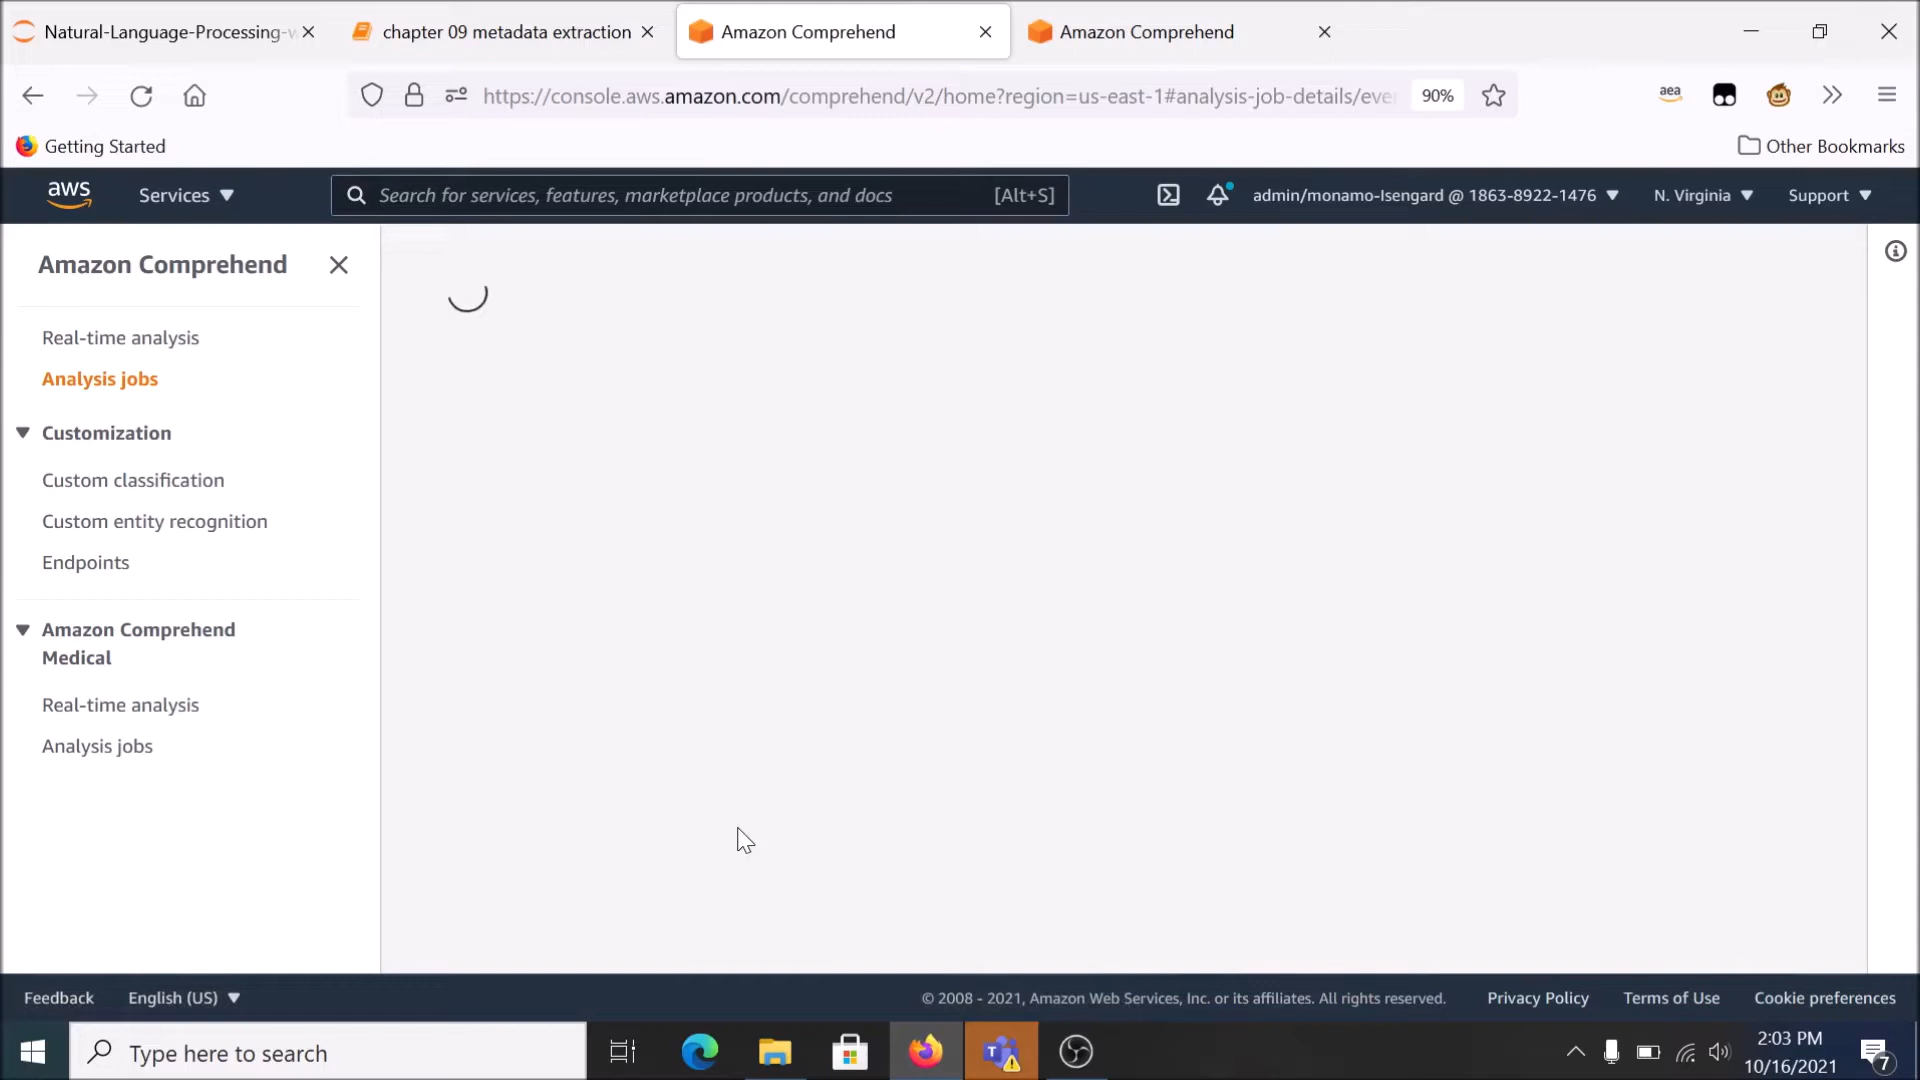 Natural-Language-Processing-w
chapter 09 metadata extraction
Amazon Comprehend
Amazon Comprehend
https://console.aws.amazon.com/comprehend/v2/home?region=us-east-1#analysis-job-details/eve
90%
aea
Getting Started
Other Bookmarks
aws
Services
Search for services, features, marketplace products, and docs
[Alt+S]
admin/monamo-Isengard @ 1863-8922-1476
N. Virginia
Support
Amazon Comprehend
Real-time analysis
Analysis jobs
Customization
Custom classification
Custom entity recognition
Endpoints
Amazon Comprehend
Medical
Real-time analysis
Analysis jobs
Feedback
English (US)
© 2008 - 2021, Amazon Web Services, Inc. or its affiliates. All rights reserved.
Privacy Policy
Terms of Use
Cookie preferences
Type here to search
2:03 PM
10/16/2021
7